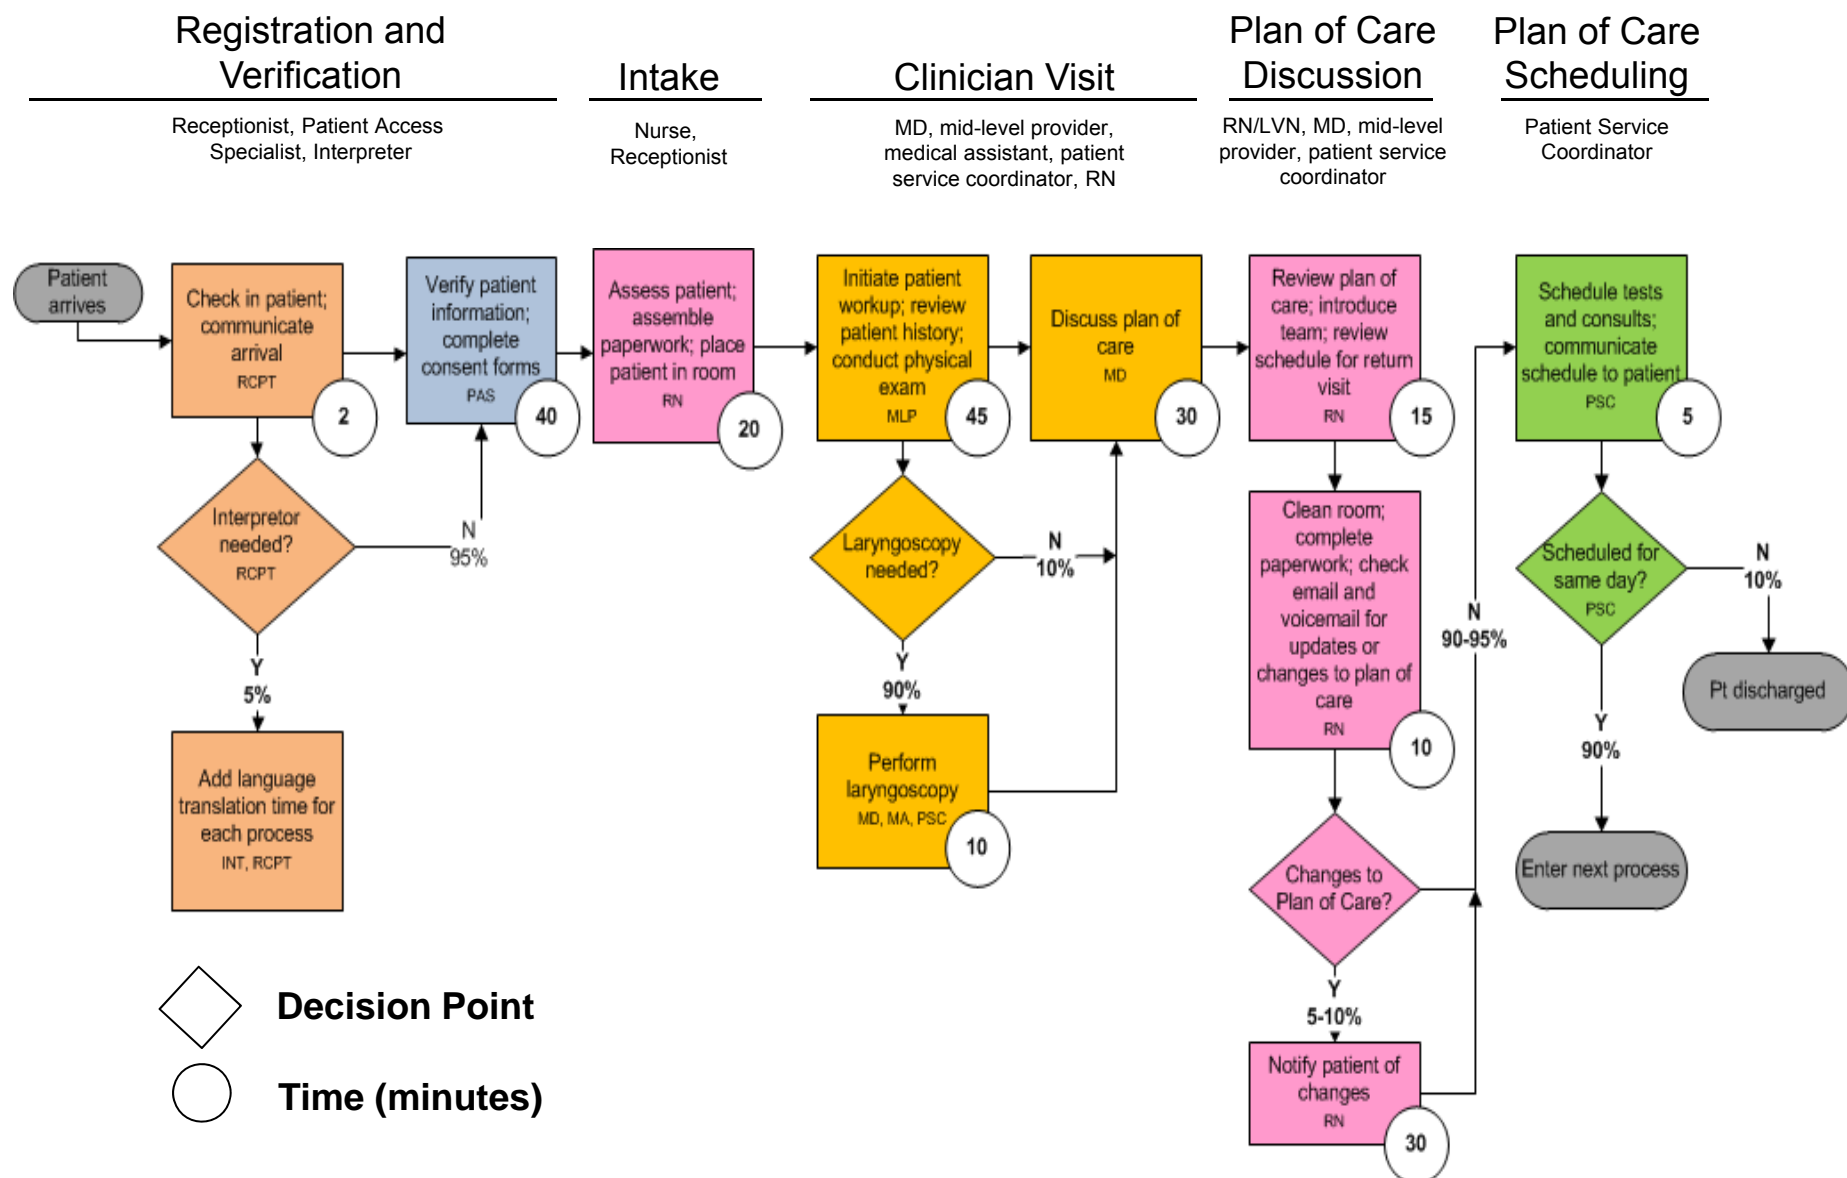 Registration and
Verification
Receptionist, Patient Access
Specialist, Interpreter
Intake
Nurse,
Receptionist
Clinician Visit
MD, mid-level provider,
medical assistant, patient
service coordinator, RN
Plan of Care
Discussion
RN/LVN, MD, mid-level
provider, patient service
coordinator
Plan of Care
Scheduling
Patient Service
Coordinator
Patient
arrives
Check in patient;
communicate
arrival
RCPT
2
Interpretor
needed?
RCPT
N
95%
Y
5%
Add language
translation time for
each process
INT, RCPT
Verify patient
information;
complete
consent forms
PAS
40
Assess patient;
assemble
paperwork; place
patient in room
RN
20
Initiate patient
workup; review
patient history;
conduct physical
exam
MLP
45
Laryngoscopy
needed?
N
10%
Y
90%
Perform
laryngoscopy
MD, MA, PSC
10
Discuss plan of
care
MD
30
Review plan of
care; introduce
team; review
schedule for return
visit
RN
15
Clean room;
complete
paperwork; check
email and
voicemail for
updates or
changes to plan of
care
RN
10
Changes to
Plan of Care?
N
90-95%
Y
5-10%
Notify patient of
changes
RN
30
Schedule tests
and consults;
communicate
schedule to patient
PSC
5
Scheduled for
same day?
PSC
N
10%
Pt discharged
Y
90%
Enter next process
Decision Point
Time (minutes)